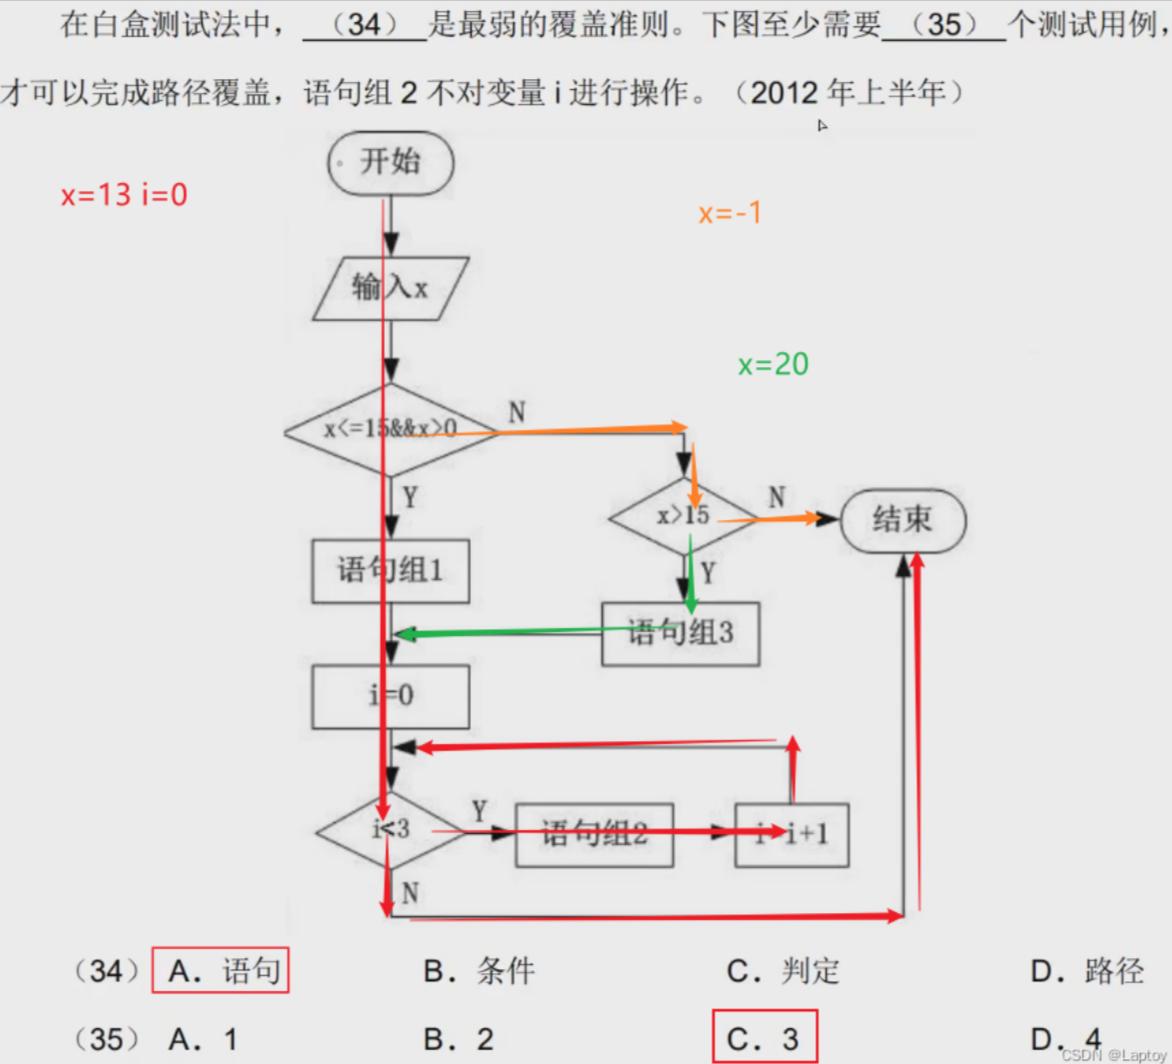 在白盒测试法中，（34）是最弱的覆盖准则。下图至少需要（35）个测试用例，
才可以完成路径覆盖，语句组 2 不对变量 i 进行操作。（2012 年上半年）
开始
x=13 i=0
x=-1
输入x
x=20
x<=15&&x>0
N
Y
x>15
N
结束
语句组1
Y
语句组3
i=0
i<3
Y
语句组2
i=i+1
N
（34） A．语句 B．条件 C．判定 D．路径
（35） A．1 B．2 C．3 D．4
CSDN @Laptoy